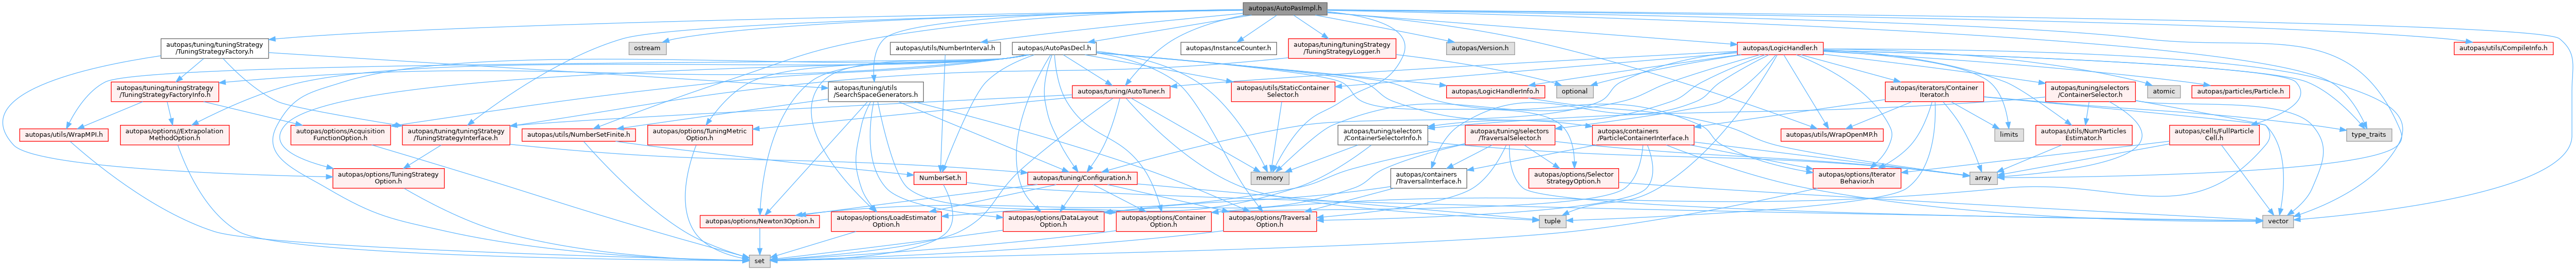 autopas/AutoPasImpl.h
autopas/tuning/tuningStrategy
/TuningStrategyFactory.h
ostream
autopas/utils/NumberInterval.h
autopas/AutoPasDecl.h
autopas/InstanceCounter.h
autopas/tuning/tuningStrategy
/TuningStrategyLogger.h
autopas/Version.h
autopas/LogicHandler.h
autopas/utils/CompileInfo.h
autopas/tuning/tuningStrategy
/TuningStrategyFactoryInfo.h
autopas/tuning/utils
/SearchSpaceGenerators.h
autopas/tuning/AutoTuner.h
autopas/utils/StaticContainer
Selector.h
autopas/LogicHandlerInfo.h
optional
autopas/iterators/Container
Iterator.h
autopas/tuning/selectors
/ContainerSelector.h
atomic
autopas/particles/Particle.h
autopas/utils/WrapMPI.h
autopas/options//Extrapolation
MethodOption.h
autopas/options/Acquisition
FunctionOption.h
autopas/tuning/tuningStrategy
/TuningStrategyInterface.h
autopas/utils/NumberSetFinite.h
autopas/options/TuningMetric
Option.h
autopas/tuning/selectors
/ContainerSelectorInfo.h
autopas/tuning/selectors
/TraversalSelector.h
autopas/containers
/ParticleContainerInterface.h
autopas/utils/WrapOpenMP.h
limits
autopas/utils/NumParticles
Estimator.h
autopas/cells/FullParticle
Cell.h
type_traits
autopas/options/TuningStrategy
Option.h
NumberSet.h
autopas/tuning/Configuration.h
memory
autopas/containers
/TraversalInterface.h
autopas/options/Selector
StrategyOption.h
autopas/options/Iterator
Behavior.h
array
autopas/options/Newton3Option.h
autopas/options/LoadEstimator
Option.h
autopas/options/DataLayout
Option.h
autopas/options/Container
Option.h
autopas/options/Traversal
Option.h
tuple
vector
set